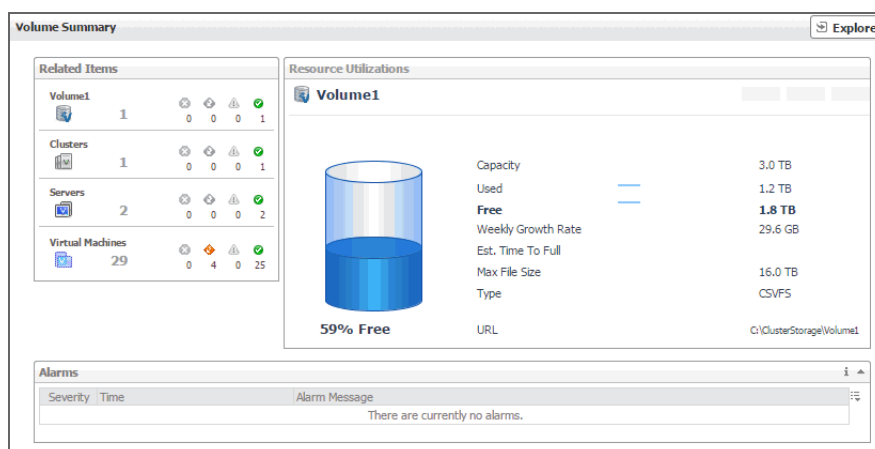 Volume Summary
Explore
Related Items
Volume1
1
0 0 0 1
Clusters
1
0 0 0 1
Servers
2
0 0 0 2
Virtual Machines
29
0 4 0 25
Resource Utilizations
Volume1
59% Free
Capacity 3.0 TB
Used 1.2 TB
Free 1.8 TB
Weekly Growth Rate 29.6 GB
Est. Time To Full
Max File Size 16.0 TB
Type CSVFS
URL C:\ClusterStorage\Volume1
Alarms
Severity Time Alarm Message
There are currently no alarms.